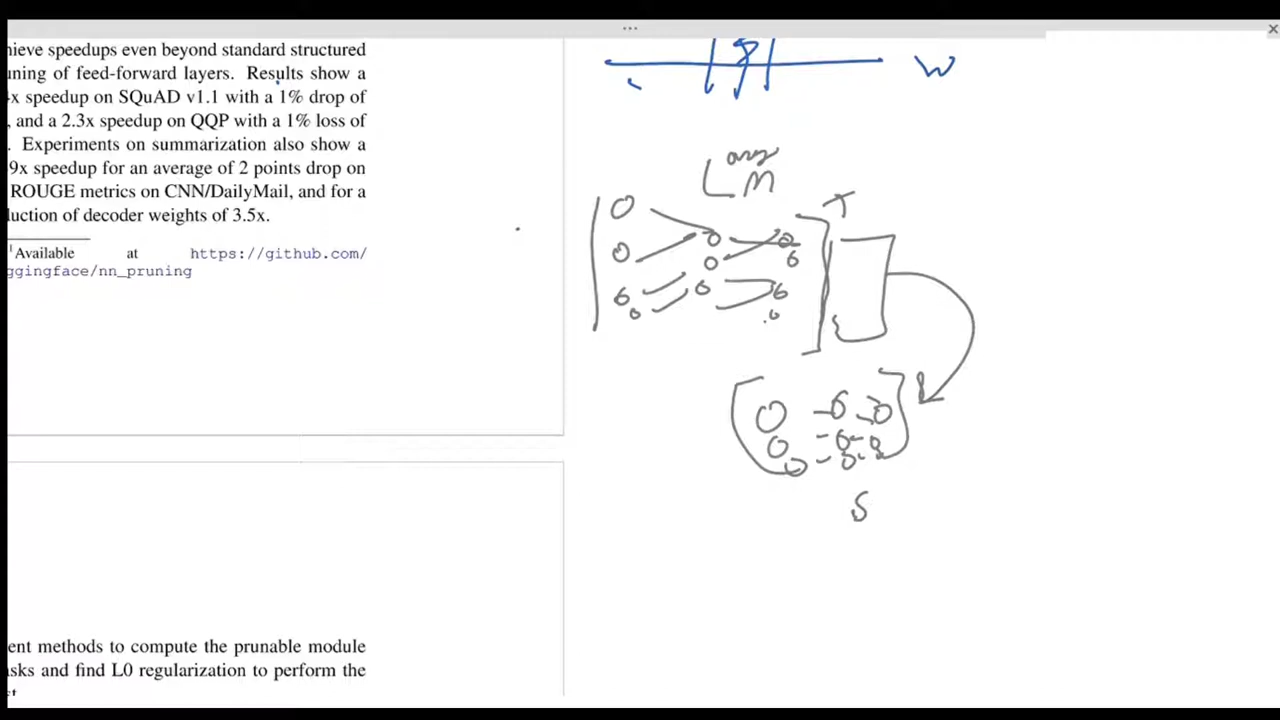 hieve speedups even beyond standard structured
uning of feed-forward layers. Results show a
4x speedup on SQuAD v1.1 with a 1% drop of
, and a 2.3x speedup on QQP with a 1% loss of
. Experiments on summarization also show a
9x speedup for an average of 2 points drop on
ROUGE metrics on CNN/DailyMail, and for a
duction of decoder weights of 3.5x.
¹Available at https://github.com/
ggingface/nn_pruning
ent methods to compute the prunable module
asks and find L0 regularization to perform the
W
L
M
T
S